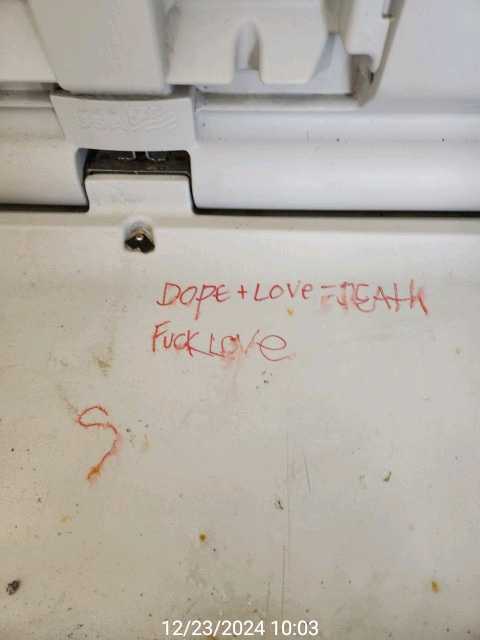 DOPE + LOVe = DEATH
FUCK LOVe
S
12/23/2024 10:03